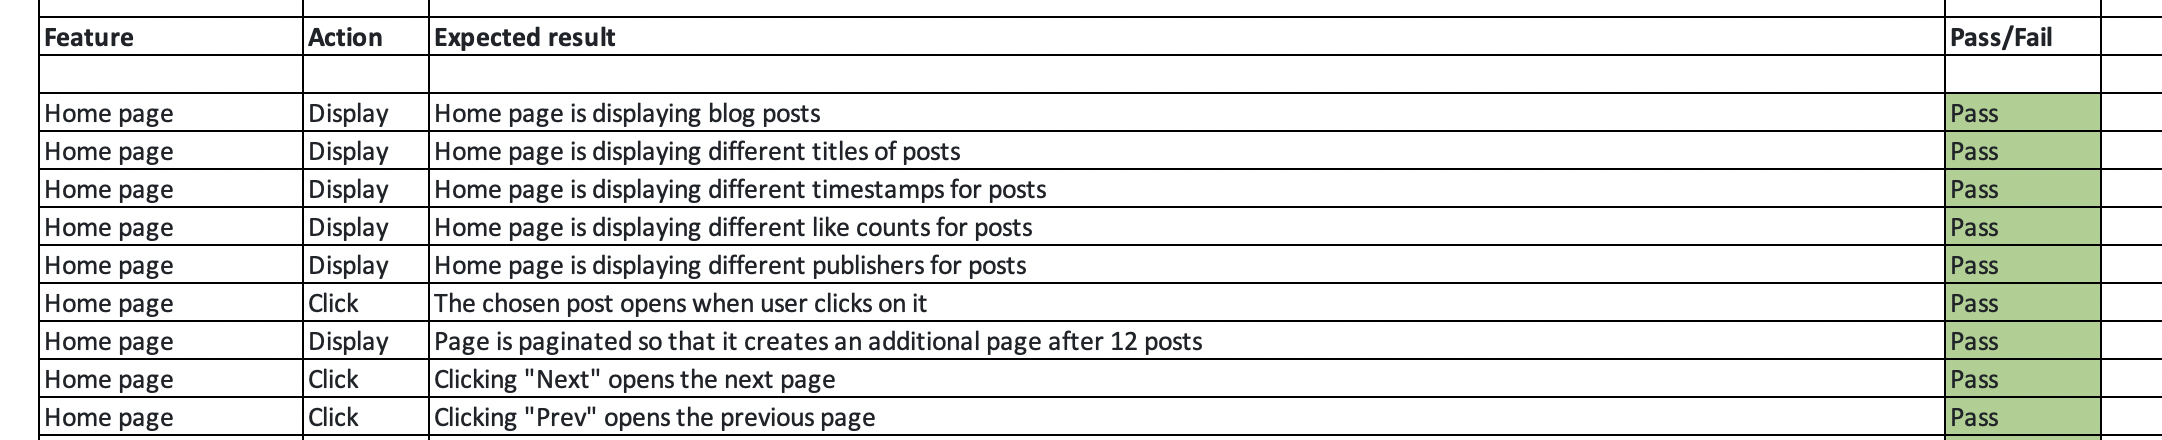 Feature Action Expected result Pass/Fail
Home page Display Home page is displaying blog posts Pass
Home page Display Home page is displaying different titles of posts Pass
Home page Display Home page is displaying different timestamps for posts Pass
Home page Display Home page is displaying different like counts for posts Pass
Home page Display Home page is displaying different publishers for posts Pass
Home page Click The chosen post opens when user clicks on it Pass
Home page Display Page is paginated so that it creates an additional page after 12 posts Pass
Home page Click Clicking "Next" opens the next page Pass
Home page Click Clicking "Prev" opens the previous page Pass